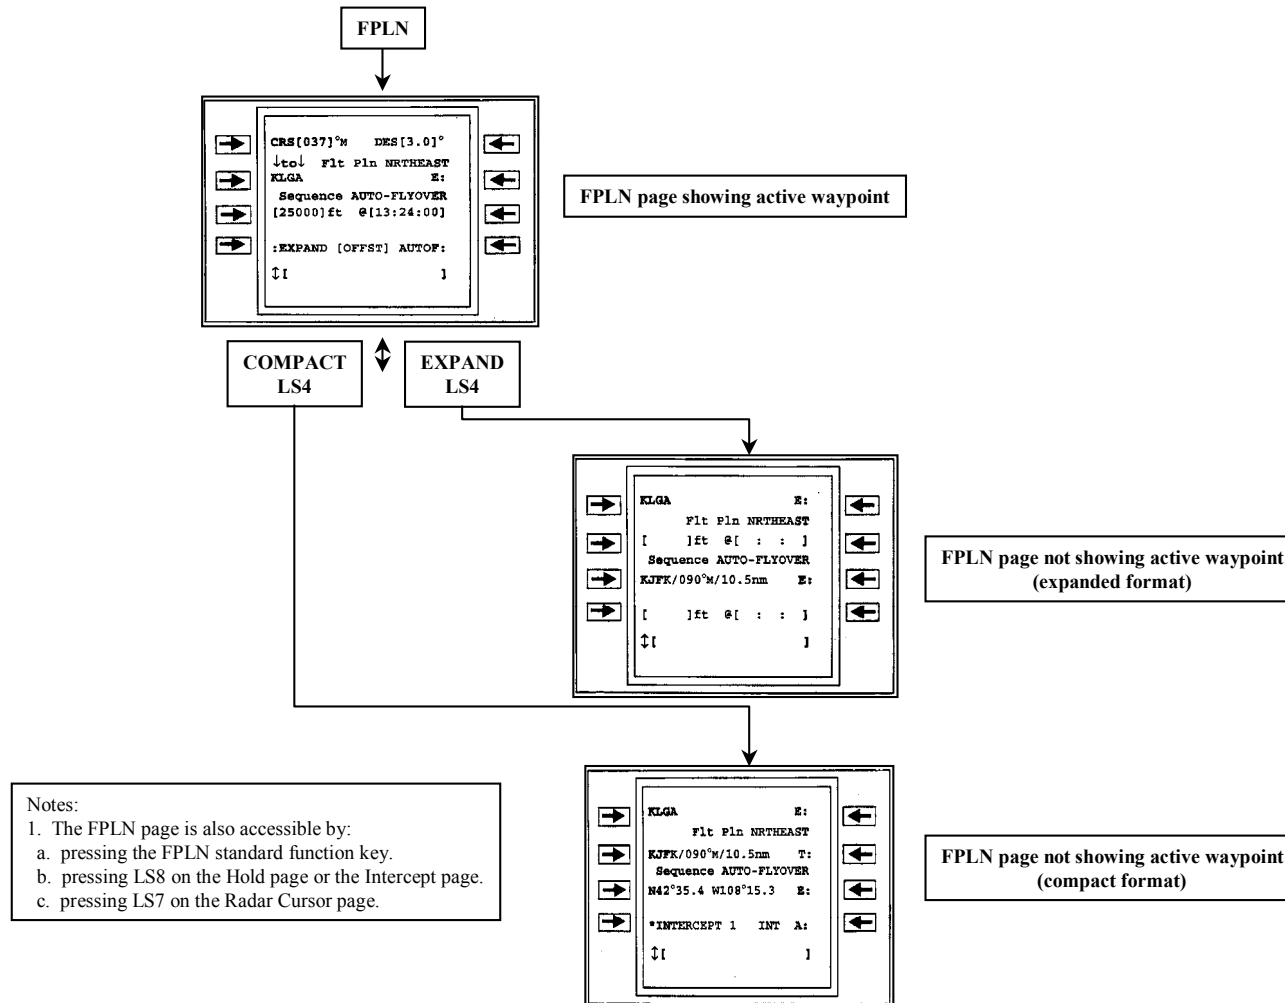 FPLN
CRS[037]°M DES[3.0]°
↓to↓ Flt Pln NRTHEAST
KLGA E:
Sequence AUTO-FLYOVER
[25000]ft @[13:24:00]
:EXPAND [OFFST] AUTOF:
↕[ ]
FPLN page showing active waypoint
COMPACT
LS4
EXPAND
LS4
KLGA E:
Flt Pln NRTHEAST
[ ]ft @[ : : ]
Sequence AUTO-FLYOVER
KJFK/090°M/10.5nm E:
[ ]ft @[ : : ]
↕[ ]
FPLN page not showing active waypoint
(expanded format)
Notes:
1. The FPLN page is also accessible by:
a. pressing the FPLN standard function key.
b. pressing LS8 on the Hold page or the Intercept page.
c. pressing LS7 on the Radar Cursor page.
KLGA E:
Flt Pln NRTHEAST
KJFK/090°M/10.5nm T:
Sequence AUTO-FLYOVER
N42°35.4 W108°15.3 E:
*INTERCEPT 1 INT A:
↕[ ]
FPLN page not showing active waypoint
(compact format)